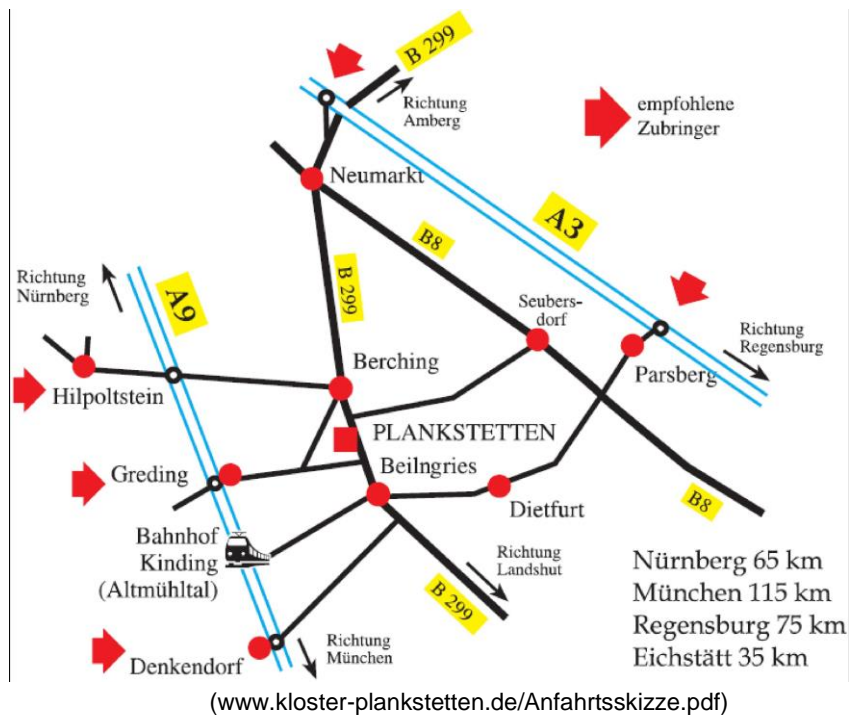 B 299
Richtung
Amberg
empfohlene
Zubringer
Neumarkt
A3
B8
Richtung
Nürnberg
A9
B 299
Seubers-
dorf
Richtung
Regensburg
Parsberg
Berching
Hilpoltstein
PLANKSTETTEN
Greding
Beilngries
Dietfurt
B8
Bahnhof
Kinding
(Altmühltal)
Richtung
Landshut
B 299
Denkendorf
Richtung
München
Nürnberg 65 km
München 115 km
Regensburg 75 km
Eichstätt 35 km
(www.kloster-plankstetten.de/Anfahrtsskizze.pdf)